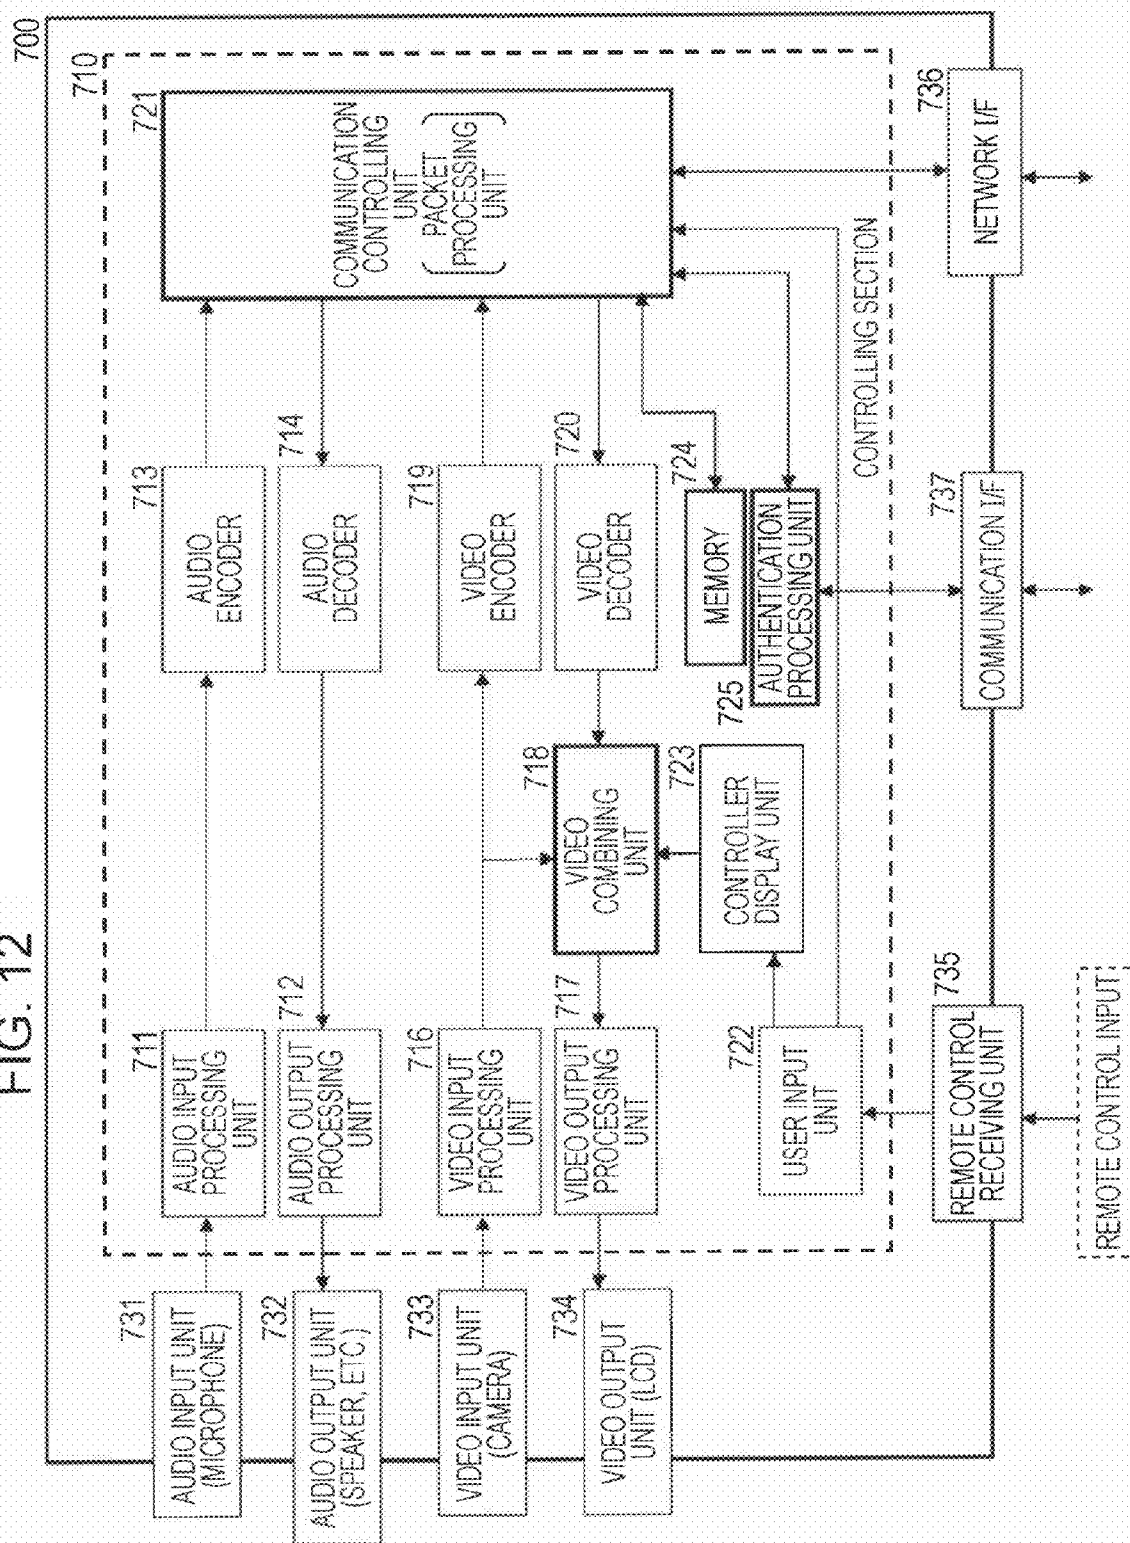 FIG. 12
700
710
CONTROLLING SECTION
731
AUDIO INPUT UNIT
(MICROPHONE)
711
AUDIO INPUT
PROCESSING
UNIT
713
AUDIO
ENCODER
721
COMMUNICATION
CONTROLLING
UNIT
PACKET
PROCESSING
UNIT
732
AUDIO OUTPUT UNIT
(SPEAKER, ETC.)
712
AUDIO OUTPUT
PROCESSING
UNIT
714
AUDIO
DECODER
733
VIDEO INPUT UNIT
(CAMERA)
716
VIDEO INPUT
PROCESSING
UNIT
719
VIDEO
ENCODER
734
VIDEO OUTPUT
UNIT (LCD)
717
VIDEO OUTPUT
PROCESSING
UNIT
718
VIDEO
COMBINING
UNIT
720
VIDEO
DECODER
722
USER INPUT
UNIT
723
CONTROLLER
DISPLAY UNIT
724
MEMORY
725
AUTHENTICATION
PROCESSING UNIT
735
REMOTE CONTROL
RECEIVING UNIT
737
COMMUNICATION I/F
736
NETWORK I/F
REMOTE CONTROL INPUT